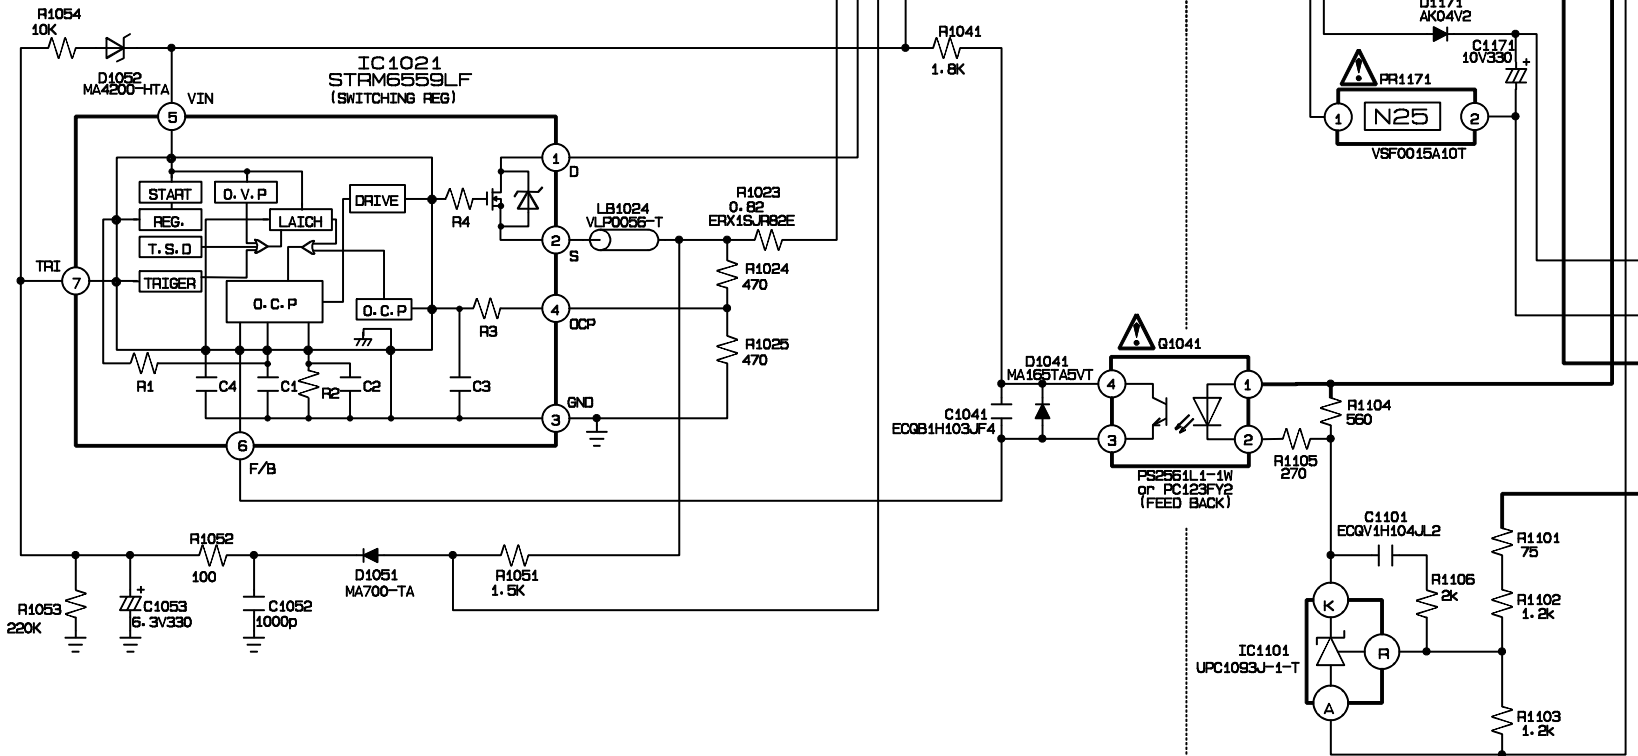 R1054
10K
D1052
MA4200-HTA
VIN
5
IC1021
STRM6559LF
(SWITCHING REG)
R1041
1.8K
D1171
AK04V2
C1171
10V330
+
PR1171
1
N25
2
VSF0015A10T
START
O.V.P
REG.
LAICH
T.S.D
TRIGER
DRIVE
O.C.P
O.C.P
R4
1
D
2
S
LB1024
VLP0056-T
R1023
0.82
ERX1SJR82E
R1024
470
TRI
7
R3
4
OCP
R1025
470
R1
C4
C1
R2
C2
C3
3
GND
6
F/B
D1041
MA165TA5VT
C1041
ECQB1H103JF4
Q1041
4
3
1
2
PS2561L1-1W
or PC123FY2
(FEED BACK)
R1104
560
R1105
270
R1052
100
D1051
MA700-TA
R1051
1.5K
R1053
220K
+
C1053
6.3V330
C1052
1000p
C1101
ECQV1H104JL2
R1101
75
R1106
2k
R1102
1.2k
K
R
A
IC1101
UPC1093J-1-T
R1103
1.2k